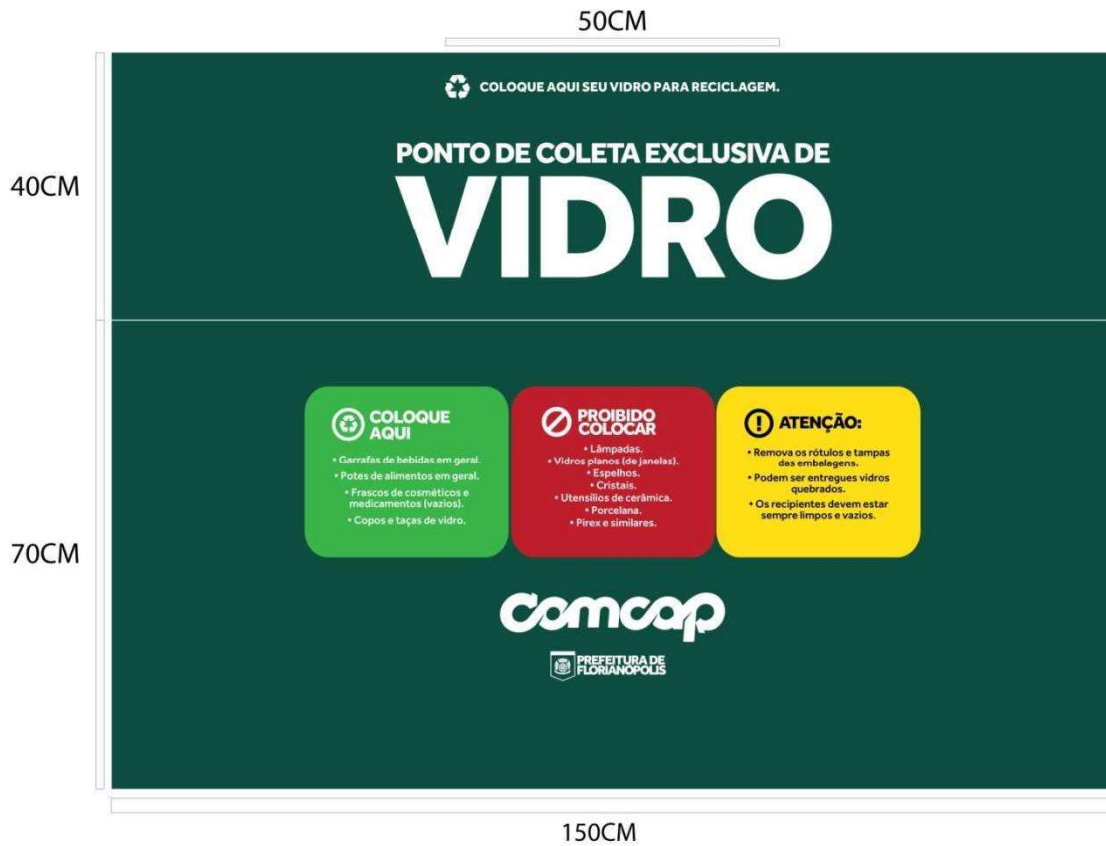 50CM
COLOQUE AQUI SEU VIDRO PARA RECICLAGEM.
40CM
PONTO DE COLETA EXCLUSIVA DE
VIDRO
COLOQUE
AQUI
• Garrafas de bebidas em geral.
• Potes de alimentos em geral.
• Frascos de cosméticos e
medicamentos (vazios).
• Copos e taças de vidro.
PROIBIDO
COLOCAR
• Lâmpadas.
• Vidros planos (de janelas).
• Espelhos.
• Cristais.
• Utensílios de cerâmica.
• Porcelana.
• Pirex e similares.
ATENÇÃO:
• Remova os rótulos e tampas
das embalagens.
• Podem ser entregues vidros
quebrados.
• Os recipientes devem estar
sempre limpos e vazios.
70CM
comcap
PREFEITURA DE
FLORIANÓPOLIS
150CM